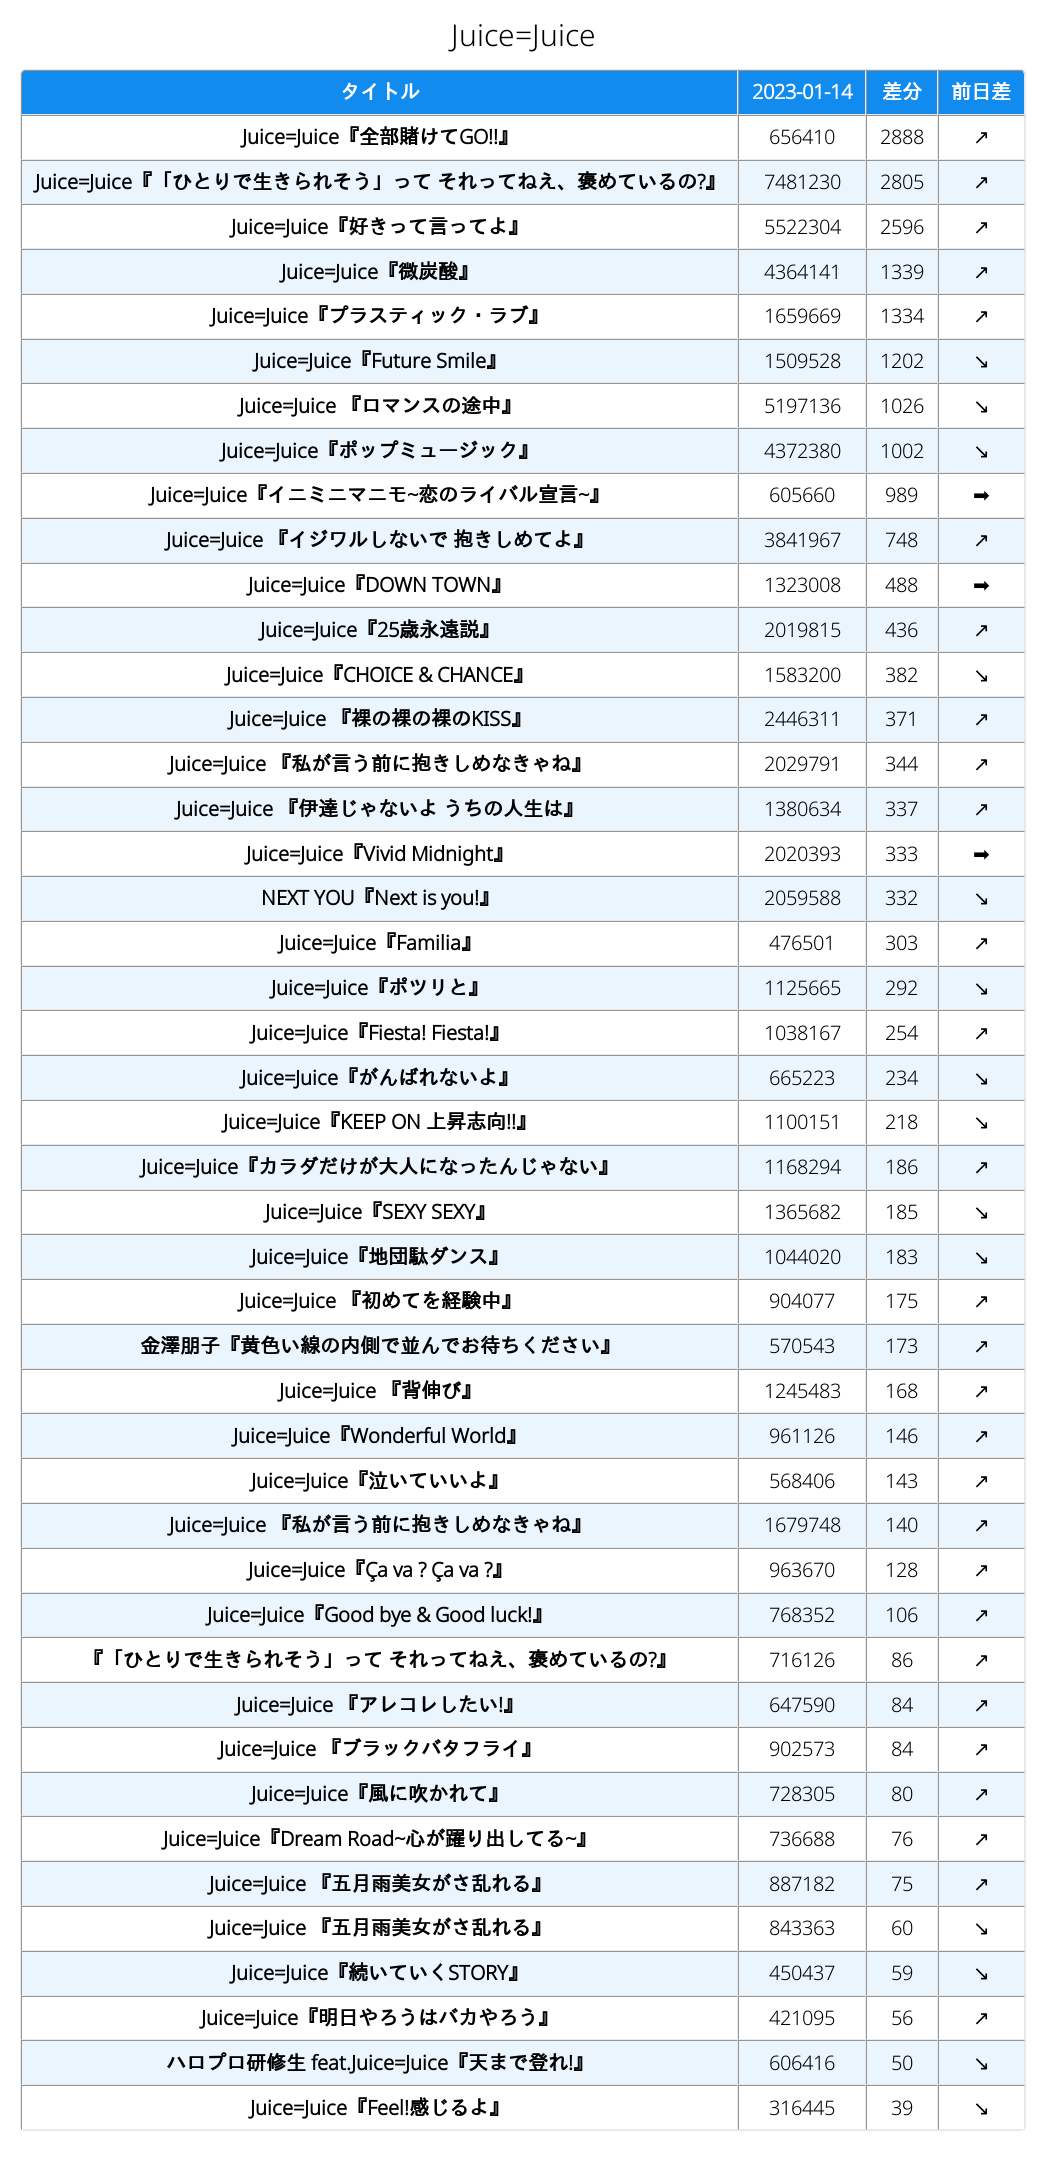 Juice=Juice
タイトル 2023-01-14 差分 前日差
Juice=Juice『全部賭けてGO!!』 656410 2888 ↗
Juice=Juice『「ひとりで生きられそう」って それってねえ、褒めているの?』 7481230 2805 ↗
Juice=Juice『好きって言ってよ』 5522304 2596 ↗
Juice=Juice『微炭酸』 4364141 1339 ↗
Juice=Juice『プラスティック・ラブ』 1659669 1334 ↗
Juice=Juice『Future Smile』 1509528 1202 ↘
Juice=Juice 『ロマンスの途中』 5197136 1026 ↘
Juice=Juice『ポップミュージック』 4372380 1002 ↘
Juice=Juice『イニミニマニモ~恋のライバル宣言~』 605660 989 ➡
Juice=Juice 『イジワルしないで 抱きしめてよ』 3841967 748 ↗
Juice=Juice『DOWN TOWN』 1323008 488 ➡
Juice=Juice『25歳永遠説』 2019815 436 ↗
Juice=Juice『CHOICE & CHANCE』 1583200 382 ↘
Juice=Juice 『裸の裸の裸のKISS』 2446311 371 ↗
Juice=Juice 『私が言う前に抱きしめなきゃね』 2029791 344 ↗
Juice=Juice 『伊達じゃないよ うちの人生は』 1380634 337 ↗
Juice=Juice『Vivid Midnight』 2020393 333 ➡
NEXT YOU『Next is you!』 2059588 332 ↘
Juice=Juice『Familia』 476501 303 ↗
Juice=Juice『ポツリと』 1125665 292 ↘
Juice=Juice『Fiesta! Fiesta!』 1038167 254 ↗
Juice=Juice『がんばれないよ』 665223 234 ↘
Juice=Juice『KEEP ON 上昇志向!!』 1100151 218 ↘
Juice=Juice『カラダだけが大人になったんじゃない』 1168294 186 ↗
Juice=Juice『SEXY SEXY』 1365682 185 ↘
Juice=Juice『地団駄ダンス』 1044020 183 ↘
Juice=Juice 『初めてを経験中』 904077 175 ↗
金澤朋子『黄色い線の内側で並んでお待ちください』 570543 173 ↗
Juice=Juice 『背伸び』 1245483 168 ↗
Juice=Juice『Wonderful World』 961126 146 ↗
Juice=Juice『泣いていいよ』 568406 143 ↗
Juice=Juice 『私が言う前に抱きしめなきゃね』 1679748 140 ↗
Juice=Juice『Ça va ? Ça va ?』 963670 128 ↗
Juice=Juice『Good bye & Good luck!』 768352 106 ↗
『「ひとりで生きられそう」って それってねえ、褒めているの?』 716126 86 ↗
Juice=Juice 『アレコレしたい!』 647590 84 ↗
Juice=Juice 『ブラックバタフライ』 902573 84 ↗
Juice=Juice『風に吹かれて』 728305 80 ↗
Juice=Juice『Dream Road~心が躍り出してる~』 736688 76 ↗
Juice=Juice 『五月雨美女がさ乱れる』 887182 75 ↗
Juice=Juice 『五月雨美女がさ乱れる』 843363 60 ↘
Juice=Juice『続いていくSTORY』 450437 59 ↘
Juice=Juice『明日やろうはバカやろう』 421095 56 ↗
ハロプロ研修生 feat.Juice=Juice『天まで登れ!』 606416 50 ↘
Juice=Juice『Feel!感じるよ』 316445 39 ↘